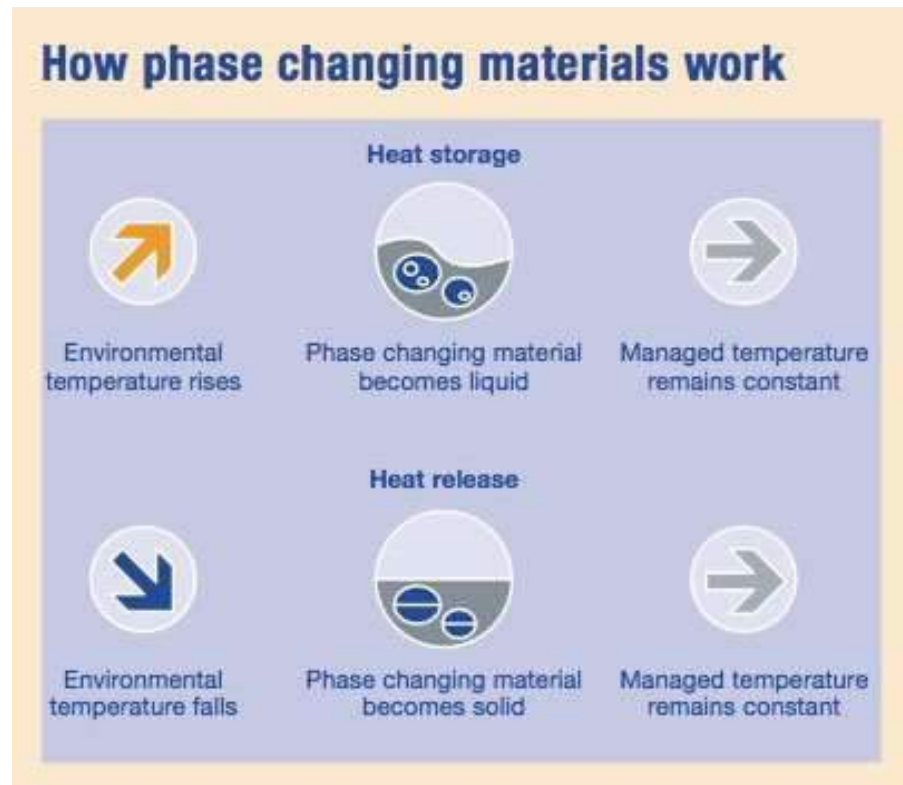 How phase changing materials work
Heat storage
Environmental
temperature rises
Phase changing material
becomes liquid
Managed temperature
remains constant
Heat release
Environmental
temperature falls
Phase changing material
becomes solid
Managed temperature
remains constant